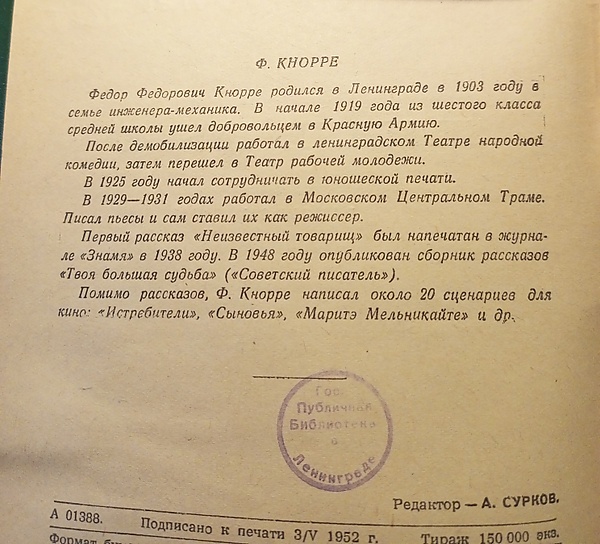 Ф. КНОРРЕ
Федор Федорович Кнорре родился в Ленинграде в 1903 году в
семье инженера-механика. В начале 1919 года из шестого класса
средней школы ушел добровольцем в Красную Армию.
После демобилизации работал в ленинградском Театре народной
комедии, затем перешел в Театр рабочей молодежи.
В 1925 году начал сотрудничать в юношеской печати.
В 1929—1931 годах работал в Московском Центральном Траме.
Писал пьесы и сам ставил их как режиссер.
Первый рассказ «Неизвестный товарищ» был напечатан в журна-
ле «Знамя» в 1938 году. В 1948 году опубликован сборник рассказов
«Твоя большая судьба» («Советский писатель»).
Помимо рассказов, Ф. Кнорре написал около 20 сценариев для
кино: «Истребители», «Сыновья», «Маритэ Мельникайте» и др.
Гос.
Публичная
Библиотека
в
Ленинграде
Редактор — А. СУРКОВ.
А 01388. Подписано к печати 3/V 1952 г. Тираж 150 000 экз.
Формат